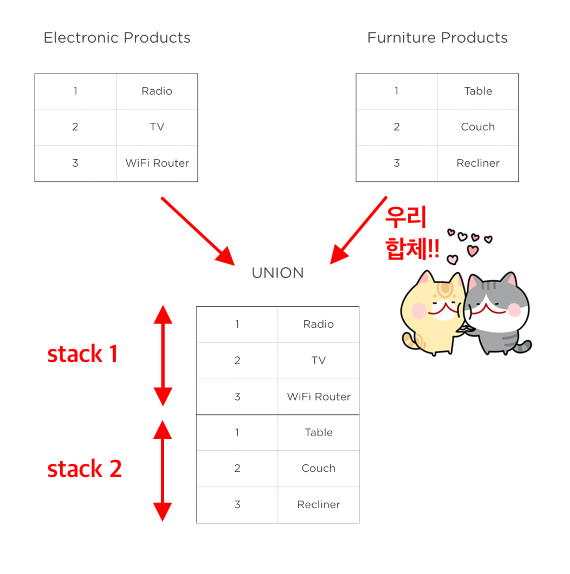 Electronic Products
Furniture Products
1 Radio
2 TV
3 WiFi Router
1 Table
2 Couch
3 Recliner
우리
합체!!
UNION
stack 1
1 Radio
2 TV
3 WiFi Router
stack 2
1 Table
2 Couch
3 Recliner